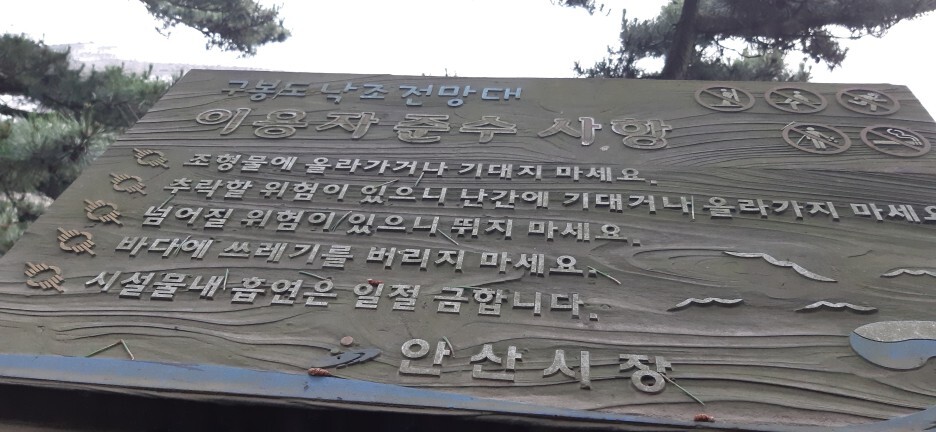 구봉도 낙조 전망대
이용자 준수 사항
조형물에 올라가거나 기대지 마세요.
추락할 위험이 있으니 난간에 기대거나 올라가지 마세요
넘어질 위험이 있으니 뛰지 마세요.
바다에 쓰레기를 버리지 마세요.
시설물내 흡연은 일절 금합니다.
안산시장